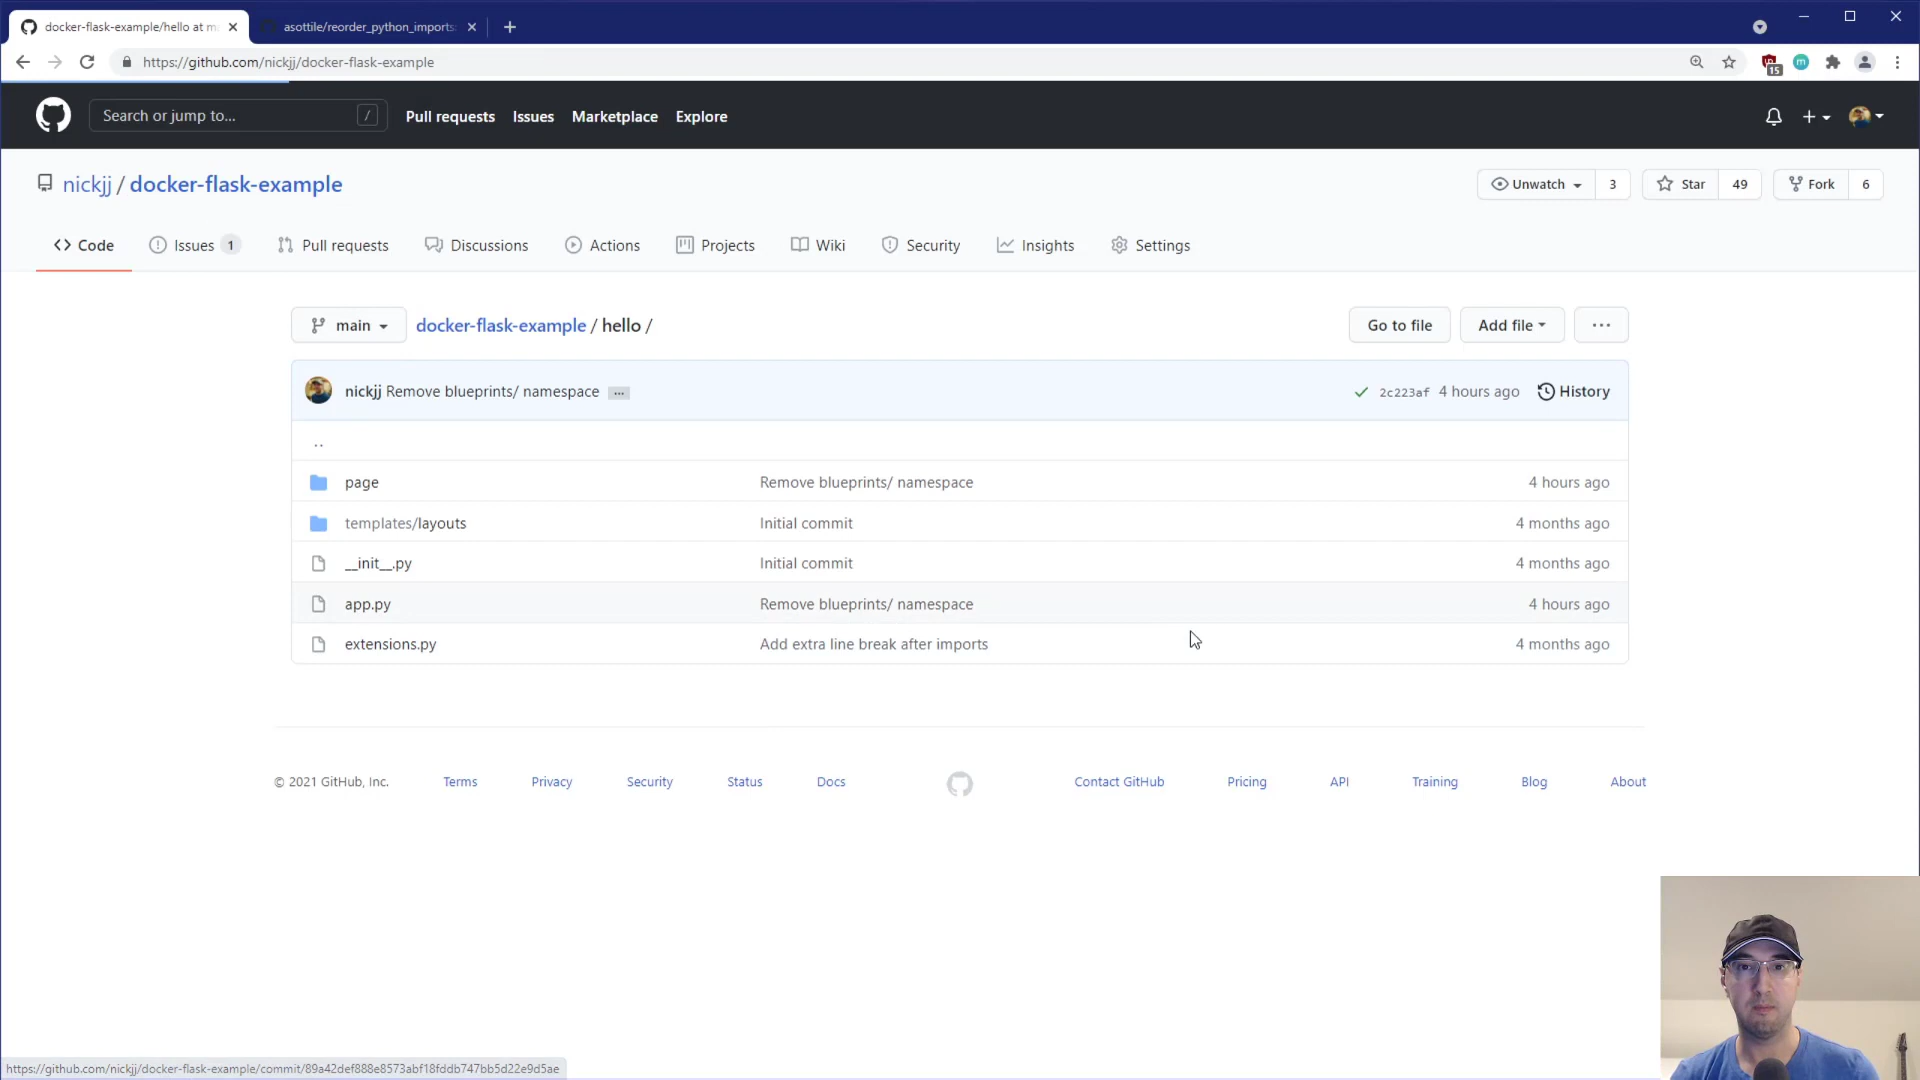 docker-flask-example/hello at m
asottile/reorder_python_imports
https://github.com/nickjj/docker-flask-example
15
m
Search or jump to...
/
Pull requests
Issues
Marketplace
Explore
nickjj / docker-flask-example
Unwatch
3
Star
49
Fork
6
Code
Issues 1
Pull requests
Discussions
Actions
Projects
Wiki
Security
Insights
Settings
main
docker-flask-example / hello /
Go to file
Add file
...
nickjj Remove blueprints/ namespace ...
2c223af 4 hours ago
History
..
page Remove blueprints/ namespace 4 hours ago
templates/layouts Initial commit 4 months ago
__init__.py Initial commit 4 months ago
app.py Remove blueprints/ namespace 4 hours ago
extensions.py Add extra line break after imports 4 months ago
© 2021 GitHub, Inc.
Terms
Privacy
Security
Status
Docs
Contact GitHub
Pricing
API
Training
Blog
About
https://github.com/nickjj/docker-flask-example/commit/89a42def888e8573abf18fddb747bb5d22e9d5ae